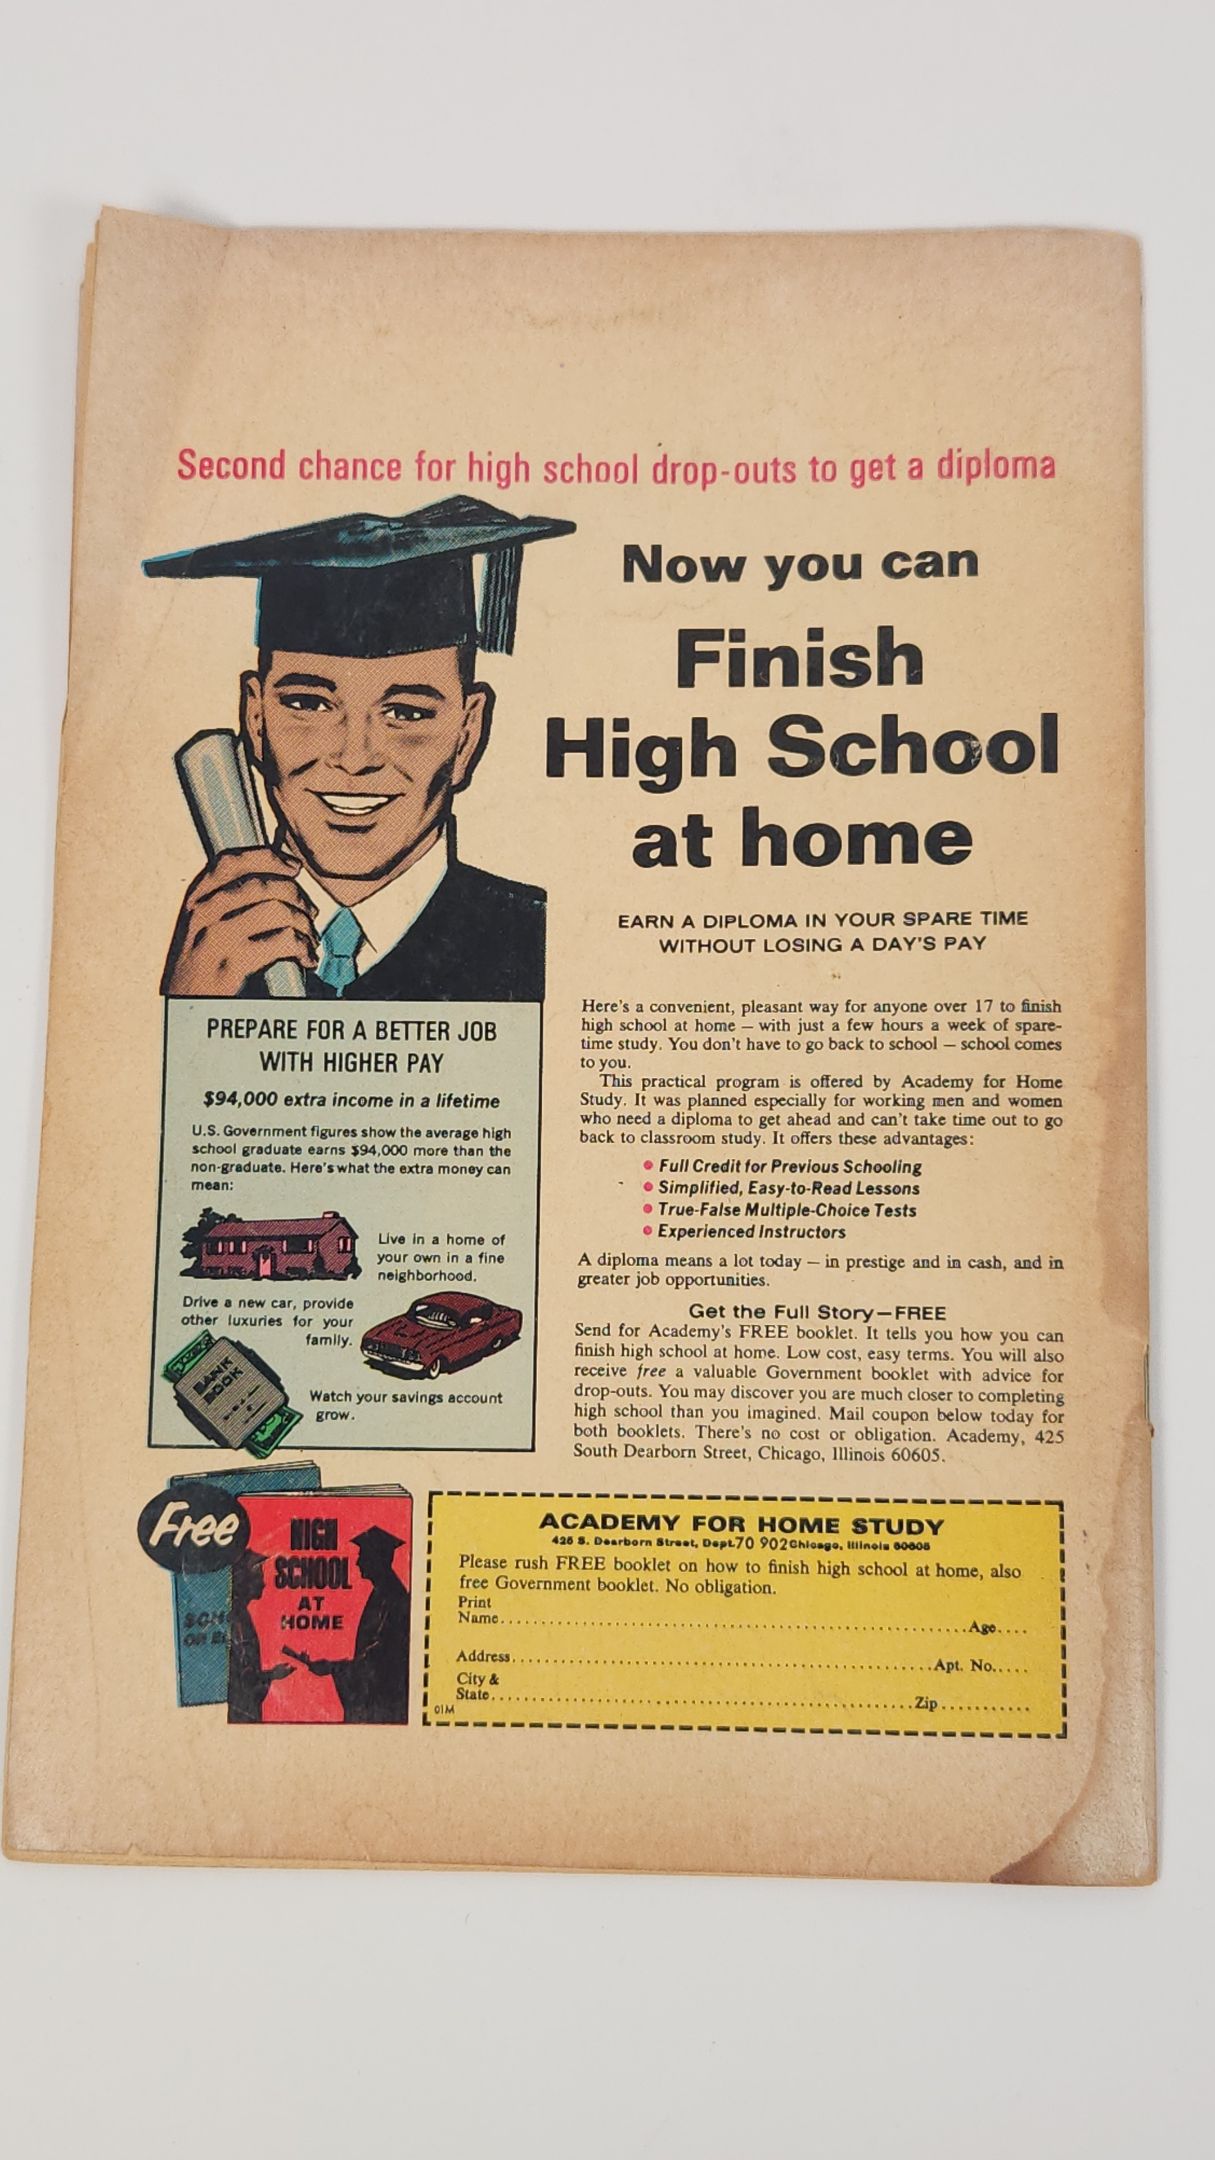 Second chance for high school drop-outs to get a diploma
Now you can
Finish
High School
at home
EARN A DIPLOMA IN YOUR SPARE TIME
WITHOUT LOSING A DAY'S PAY
PREPARE FOR A BETTER JOB
WITH HIGHER PAY
$94,000 extra income in a lifetime
U.S. Government figures show the average high
school graduate earns $94,000 more than the
non-graduate. Here's what the extra money can
mean:
Live in a home of
your own in a fine
neighborhood.
Drive a new car, provide
other luxuries for your
family.
BANK
BOOK
Watch your savings account
grow.
Here's a convenient, pleasant way for anyone over 17 to finish
high school at home — with just a few hours a week of spare-
time study. You don't have to go back to school — school comes
to you.
This practical program is offered by Academy for Home
Study. It was planned especially for working men and women
who need a diploma to get ahead and can't take time out to go
back to classroom study. It offers these advantages:
• Full Credit for Previous Schooling
• Simplified, Easy-to-Read Lessons
• True-False Multiple-Choice Tests
• Experienced Instructors
A diploma means a lot today — in prestige and in cash, and in
greater job opportunities.
Get the Full Story—FREE
Send for Academy's FREE booklet. It tells you how you can
finish high school at home. Low cost, easy terms. You will also
receive free a valuable Government booklet with advice for
drop-outs. You may discover you are much closer to completing
high school than you imagined. Mail coupon below today for
both booklets. There's no cost or obligation. Academy, 425
South Dearborn Street, Chicago, Illinois 60605.
Free
HIGH
SCHOOL
AT
HOME
SCH
OR E
ACADEMY FOR HOME STUDY
425 S. Dearborn Street, Dept.70 902 Chicago, Illinois 60605
Please rush FREE booklet on how to finish high school at home, also
free Government booklet. No obligation.
Print
Name..........Age....
Address..........Apt. No.....
City &
State..........Zip..........
01M